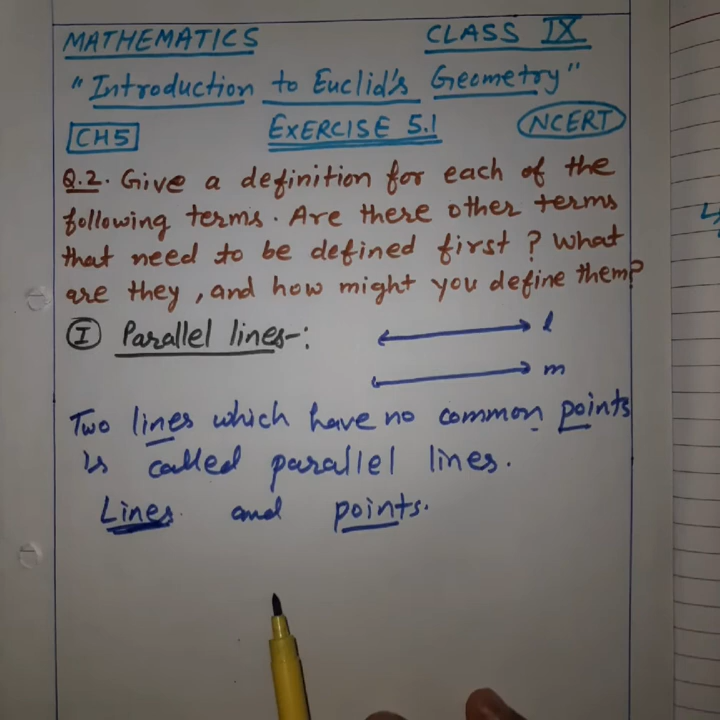 MATHEMATICS CLASS IX
"Introduction to Euclid's Geometry"
CH5 EXERCISE 5.1 NCERT
Q.2. Give a definition for each of the
following terms. Are there other terms
that need to be defined first? What
are they, and how might you define them?
I Parallel lines-:
l
m
Two lines which have no common points
is called parallel lines.
Lines and points.